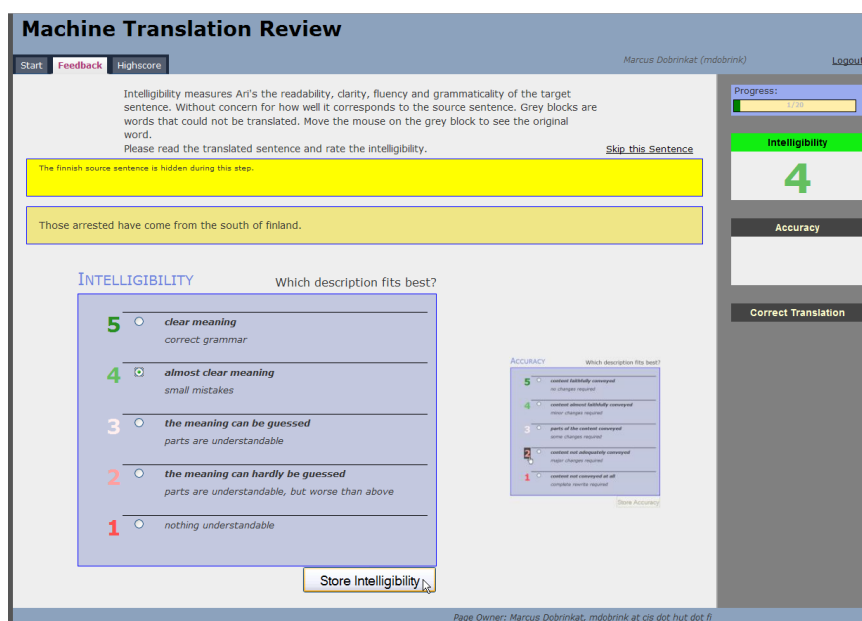 Machine Translation Review
Start Feedback Highscore
Marcus Dobrinkat (mdobrink) Logout
Intelligibility measures Ari's the readability, clarity, fluency and grammaticality of the target
sentence. Without concern for how well it corresponds to the source sentence. Grey blocks are
words that could not be translated. Move the mouse on the grey block to see the original
word.
Please read the translated sentence and rate the intelligibility.
Skip this Sentence
The finnish source sentence is hidden during this step.
Those arrested have come from the south of finland.
INTELLIGIBILITY Which description fits best?
5 clear meaning
correct grammar
4 almost clear meaning
small mistakes
3 the meaning can be guessed
parts are understandable
2 the meaning can hardly be guessed
parts are understandable, but worse than above
1 nothing understandable
Store Intelligibility
ACCURACY Which description fits best?
5 content faithfully conveyed
no changes required
4 content almost faithfully conveyed
minor changes required
3 parts of the content conveyed
some changes required
2 content not adequately conveyed
major changes required
1 content not conveyed at all
complete rewrite required
Store Accuracy
Progress:
1/20
Intelligibility
4
Accuracy
Correct Translation
Page Owner: Marcus Dobrinkat, mdobrink at cis dot hut dot fi